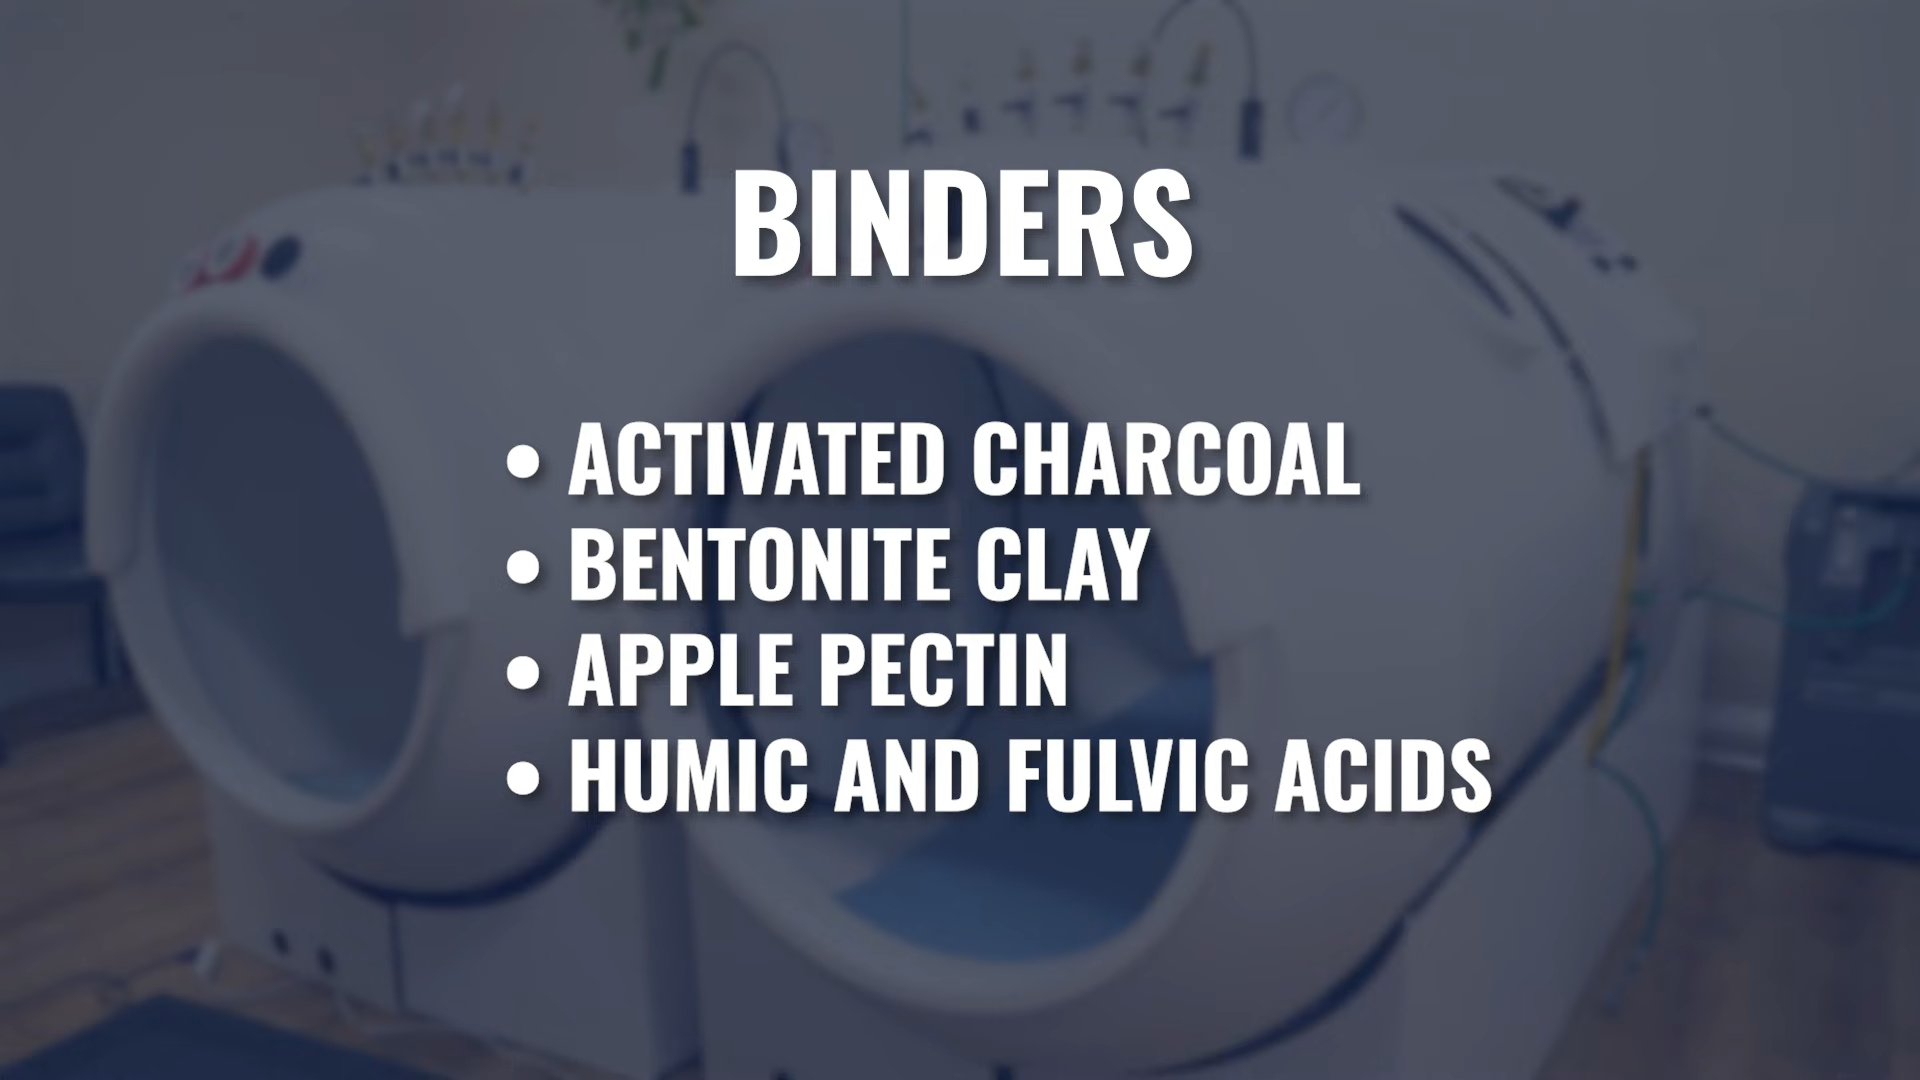 BINDERS
• ACTIVATED CHARCOAL
• BENTONITE CLAY
• APPLE PECTIN
• HUMIC AND FULVIC ACIDS